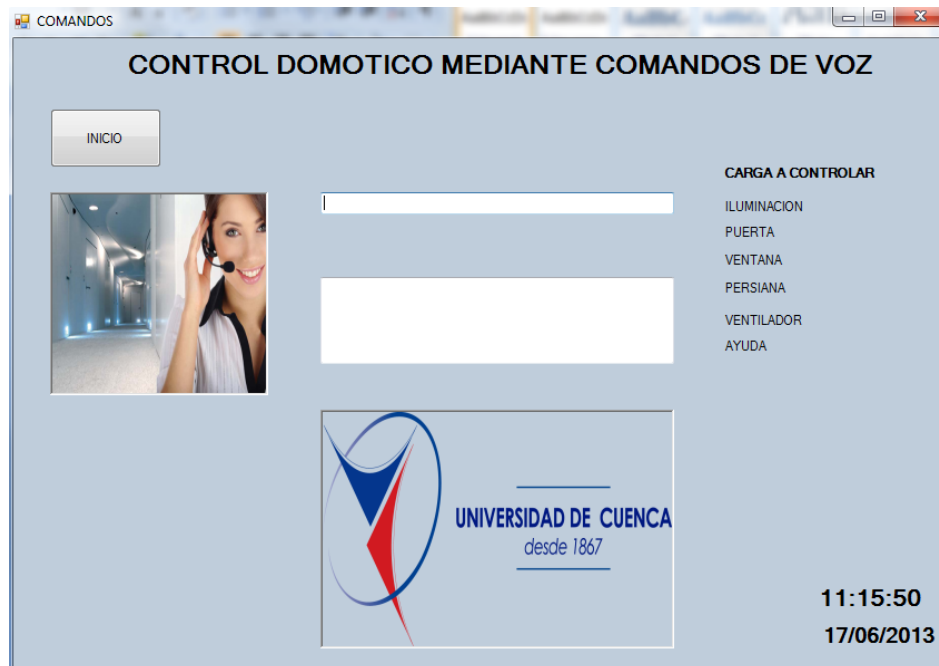 COMANDOS
CONTROL DOMOTICO MEDIANTE COMANDOS DE VOZ
INICIO
CARGA A CONTROLAR
ILUMINACION
PUERTA
VENTANA
PERSIANA
VENTILADOR
AYUDA
UNIVERSIDAD DE CUENCA
desde 1867
11:15:50
17/06/2013